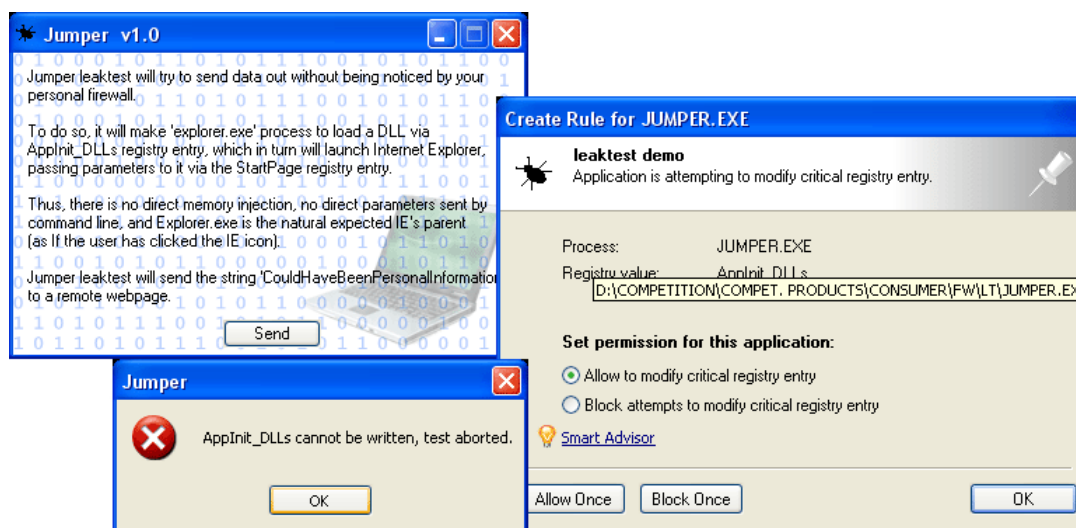 Jumper v1.0
Jumper leaktest will try to send data out without being noticed by your
personal firewall.
To do so, it will make 'explorer.exe' process to load a DLL via
AppInit_DLLs registry entry, which in turn will launch Internet Explorer,
passing parameters to it via the StartPage registry entry.
Thus, there is no direct memory injection, no direct parameters sent by
command line, and Explorer.exe is the natural expected IE's parent
(as If the user has clicked the IE icon).
Jumper leaktest will send the string 'CouldHaveBeenPersonalInformation
to a remote webpage.
Send
Create Rule for JUMPER.EXE
leaktest demo
Application is attempting to modify critical registry entry.
Process: JUMPER.EXE
Registry value: AppInit_DLLs
D:\COMPETITION\COMPET. PRODUCTS\CONSUMER\FW\LT\JUMPER.EX
Set permission for this application:
Allow to modify critical registry entry
Block attempts to modify critical registry entry
Smart Advisor
Allow Once
Block Once
OK
Jumper
AppInit_DLLs cannot be written, test aborted.
OK